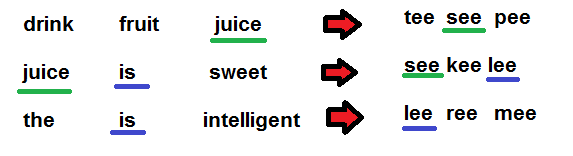 drink fruit juice tee see pee
juice is sweet see kee lee
the is intelligent lee ree mee